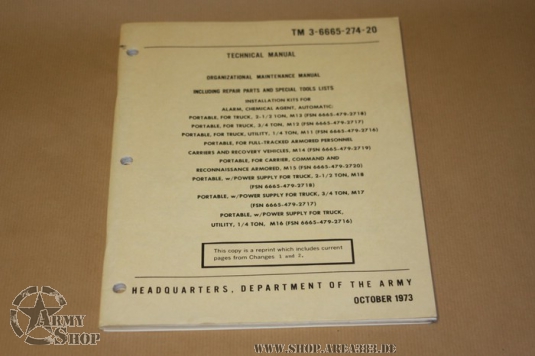 TM 3-6665-274-20
TECHNICAL MANUAL
ORGANIZATIONAL MAINTENANCE MANUAL
INCLUDING REPAIR PARTS AND SPECIAL TOOLS LISTS
INSTALLATION KITS FOR
ALARM, CHEMICAL AGENT, AUTOMATIC:
PORTABLE, FOR TRUCK, 2-1/2 TON, M13 (FSN 6665-479-2718)
PORTABLE, FOR TRUCK, 3/4 TON, M12 (FSN 6665-479-2717)
PORTABLE, FOR TRUCK, UTILITY, 1/4 TON, M11 (FSN 6665-479-2716)
PORTABLE, FOR FULL-TRACKED ARMORED PERSONNEL
CARRIERS AND RECOVERY VEHICLES, M14 (FSN 6665-479-2719)
PORTABLE, FOR CARRIER, COMMAND AND
RECONNAISSANCE ARMORED, M15 (FSN 6665-479-2720)
PORTABLE, w/POWER SUPPLY FOR TRUCK, 2-1/2 TON, M18
(FSN 6665-479-2718)
PORTABLE, w/POWER SUPPLY FOR TRUCK, 3/4 TON, M17
(FSN 6665-479-2717)
PORTABLE, w/POWER SUPPLY FOR TRUCK,
UTILITY, 1/4 TON, M16 (FSN 6665-479-2716)
This copy is a reprint which includes current
pages from Changes 1 and 2.
HEADQUARTERS, DEPARTMENT OF THE ARMY
OCTOBER 1973
ARMY
SHOP
WWW.SHOP.ARCA2R2.DE